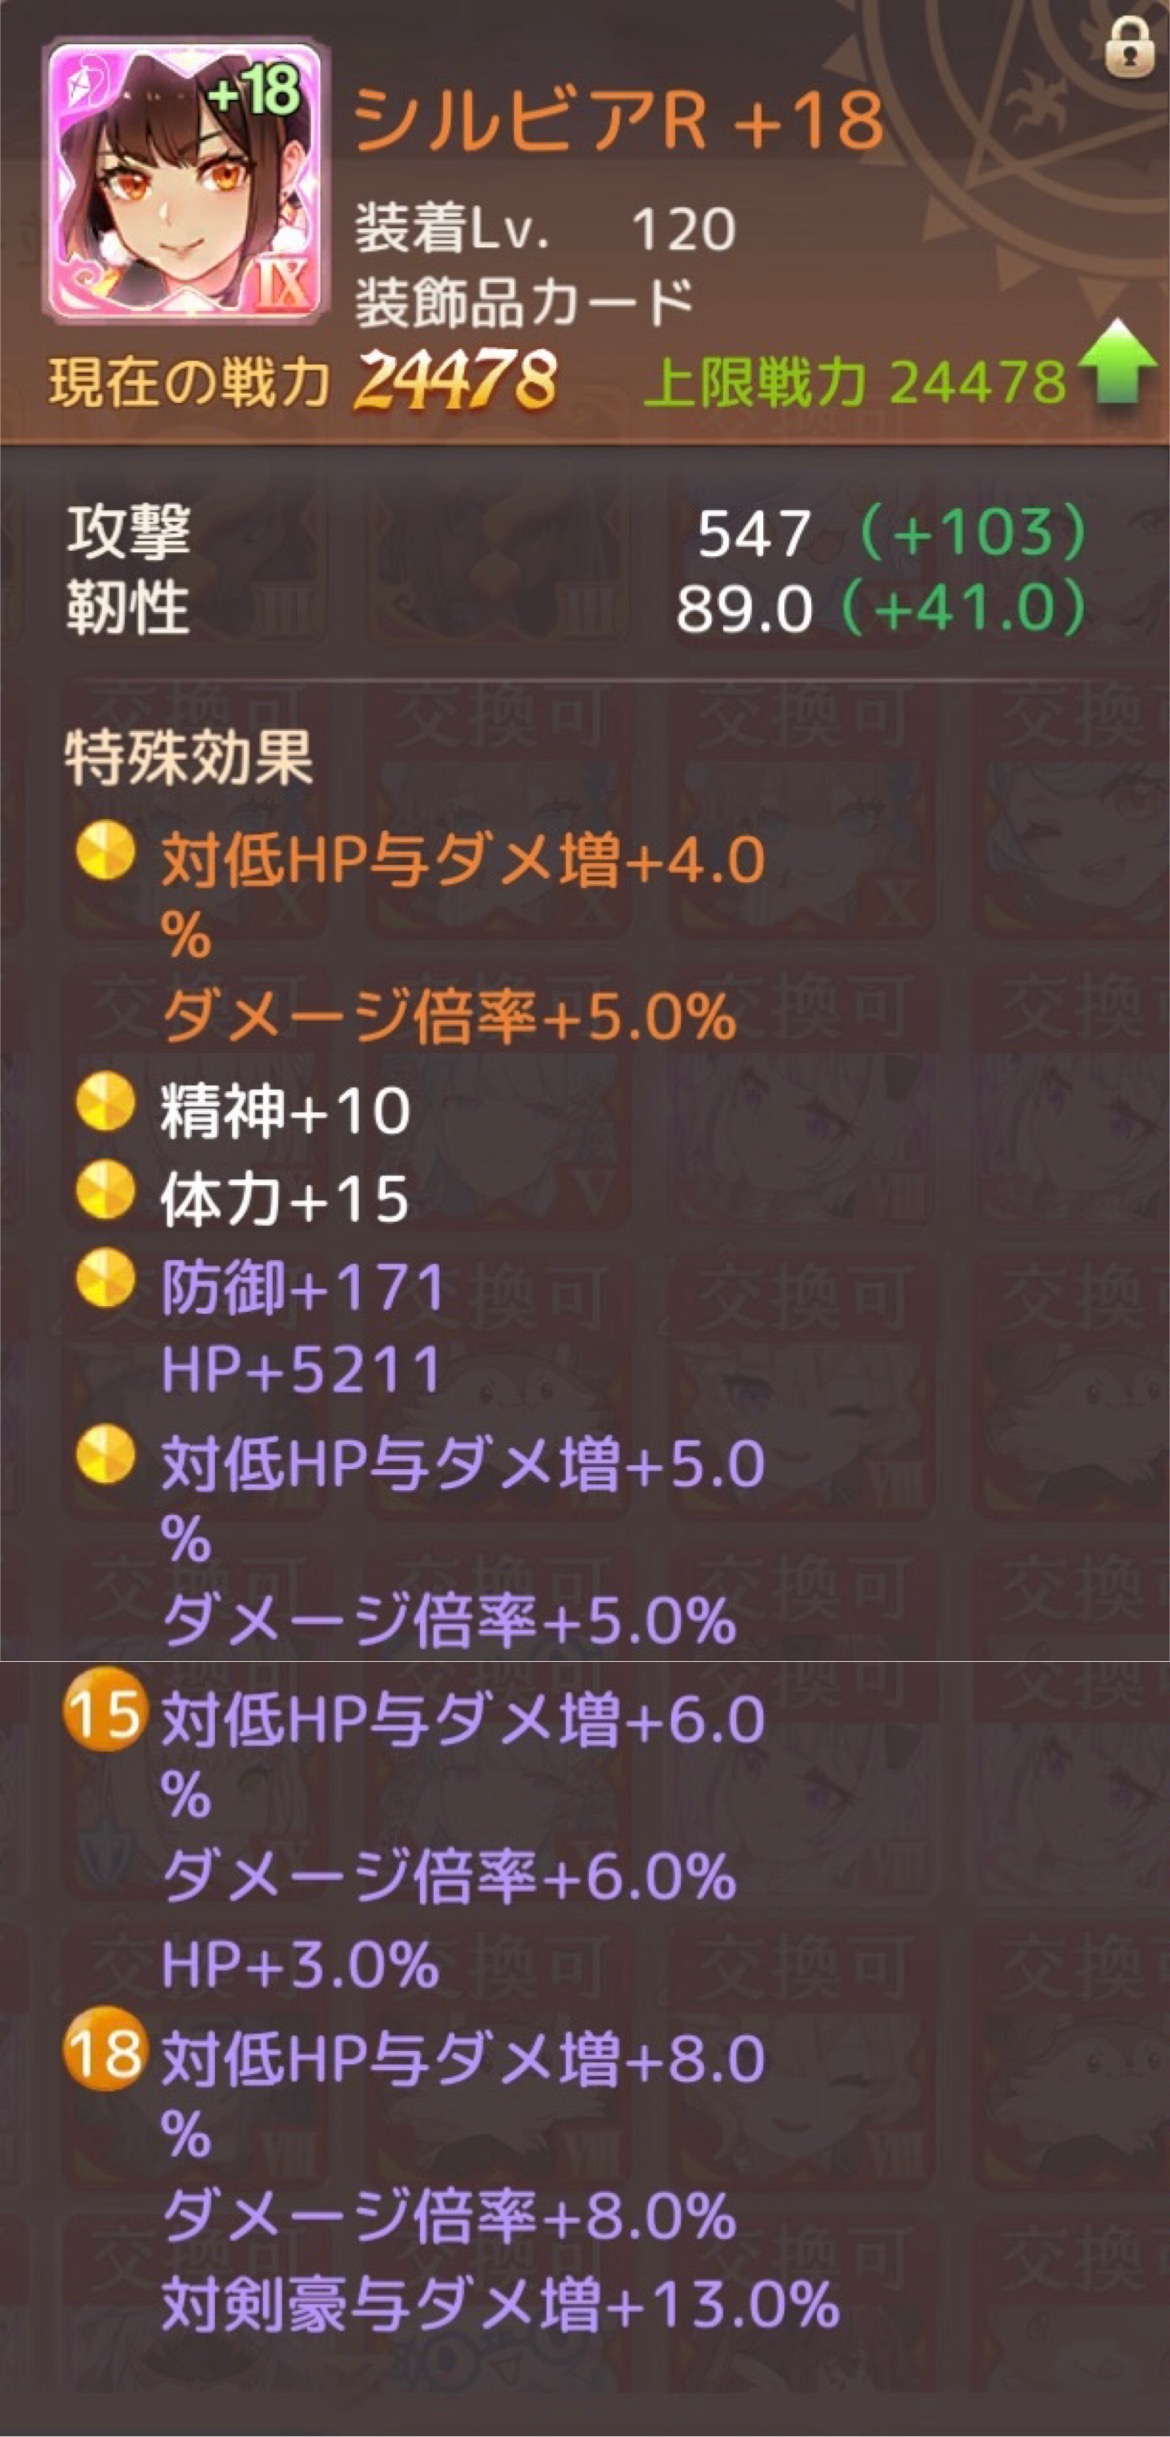 +18
IX
シルビアR +18
装着Lv. 120
装飾品カード
現在の戦力 24478 上限戦力 24478
攻撃 547 (+103)
靭性 89.0 (+41.0)
特殊効果
対低HP与ダメ増+4.0
%
ダメージ倍率+5.0%
精神+10
体力+15
防御+171
HP+5211
対低HP与ダメ増+5.0
%
ダメージ倍率+5.0%
15 対低HP与ダメ増+6.0
%
ダメージ倍率+6.0%
HP+3.0%
18 対低HP与ダメ増+8.0
%
ダメージ倍率+8.0%
対剣豪与ダメ増+13.0%